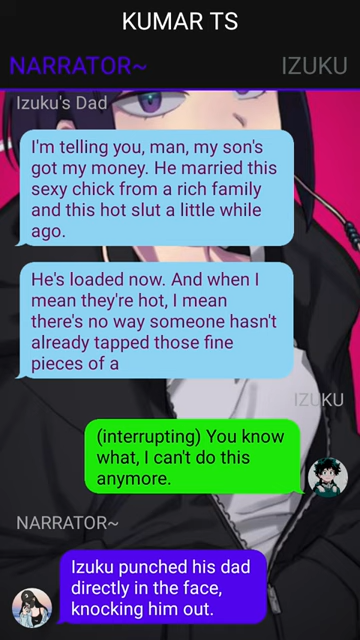 KUMAR TS
NARRATOR~ IZUKU
Izuku's Dad
I'm telling you, man, my son's
got my money. He married this
sexy chick from a rich family
and this hot slut a little while
ago.
He's loaded now. And when I
mean they're hot, I mean
there's no way someone hasn't
already tapped those fine
pieces of a
IZUKU
(interrupting) You know
what, I can't do this
anymore.
NARRATOR~
Izuku punched his dad
directly in the face,
knocking him out.